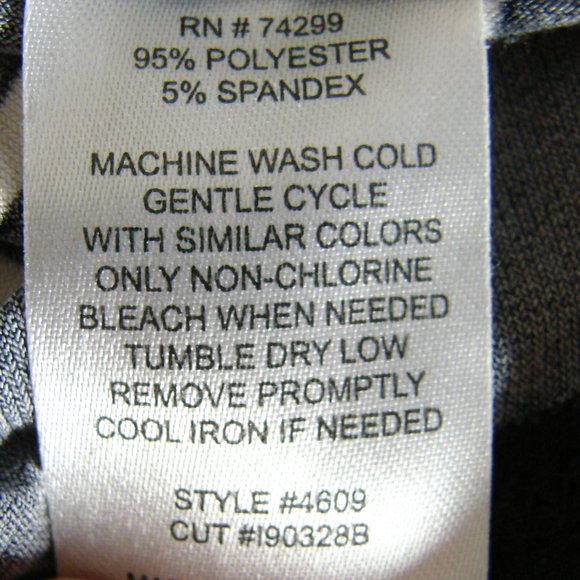 RN # 74299
95% POLYESTER
5% SPANDEX
MACHINE WASH COLD
GENTLE CYCLE
WITH SIMILAR COLORS
ONLY NON-CHLORINE
BLEACH WHEN NEEDED
TUMBLE DRY LOW
REMOVE PROMPTLY
COOL IRON IF NEEDED
STYLE #4609
CUT #I90328B